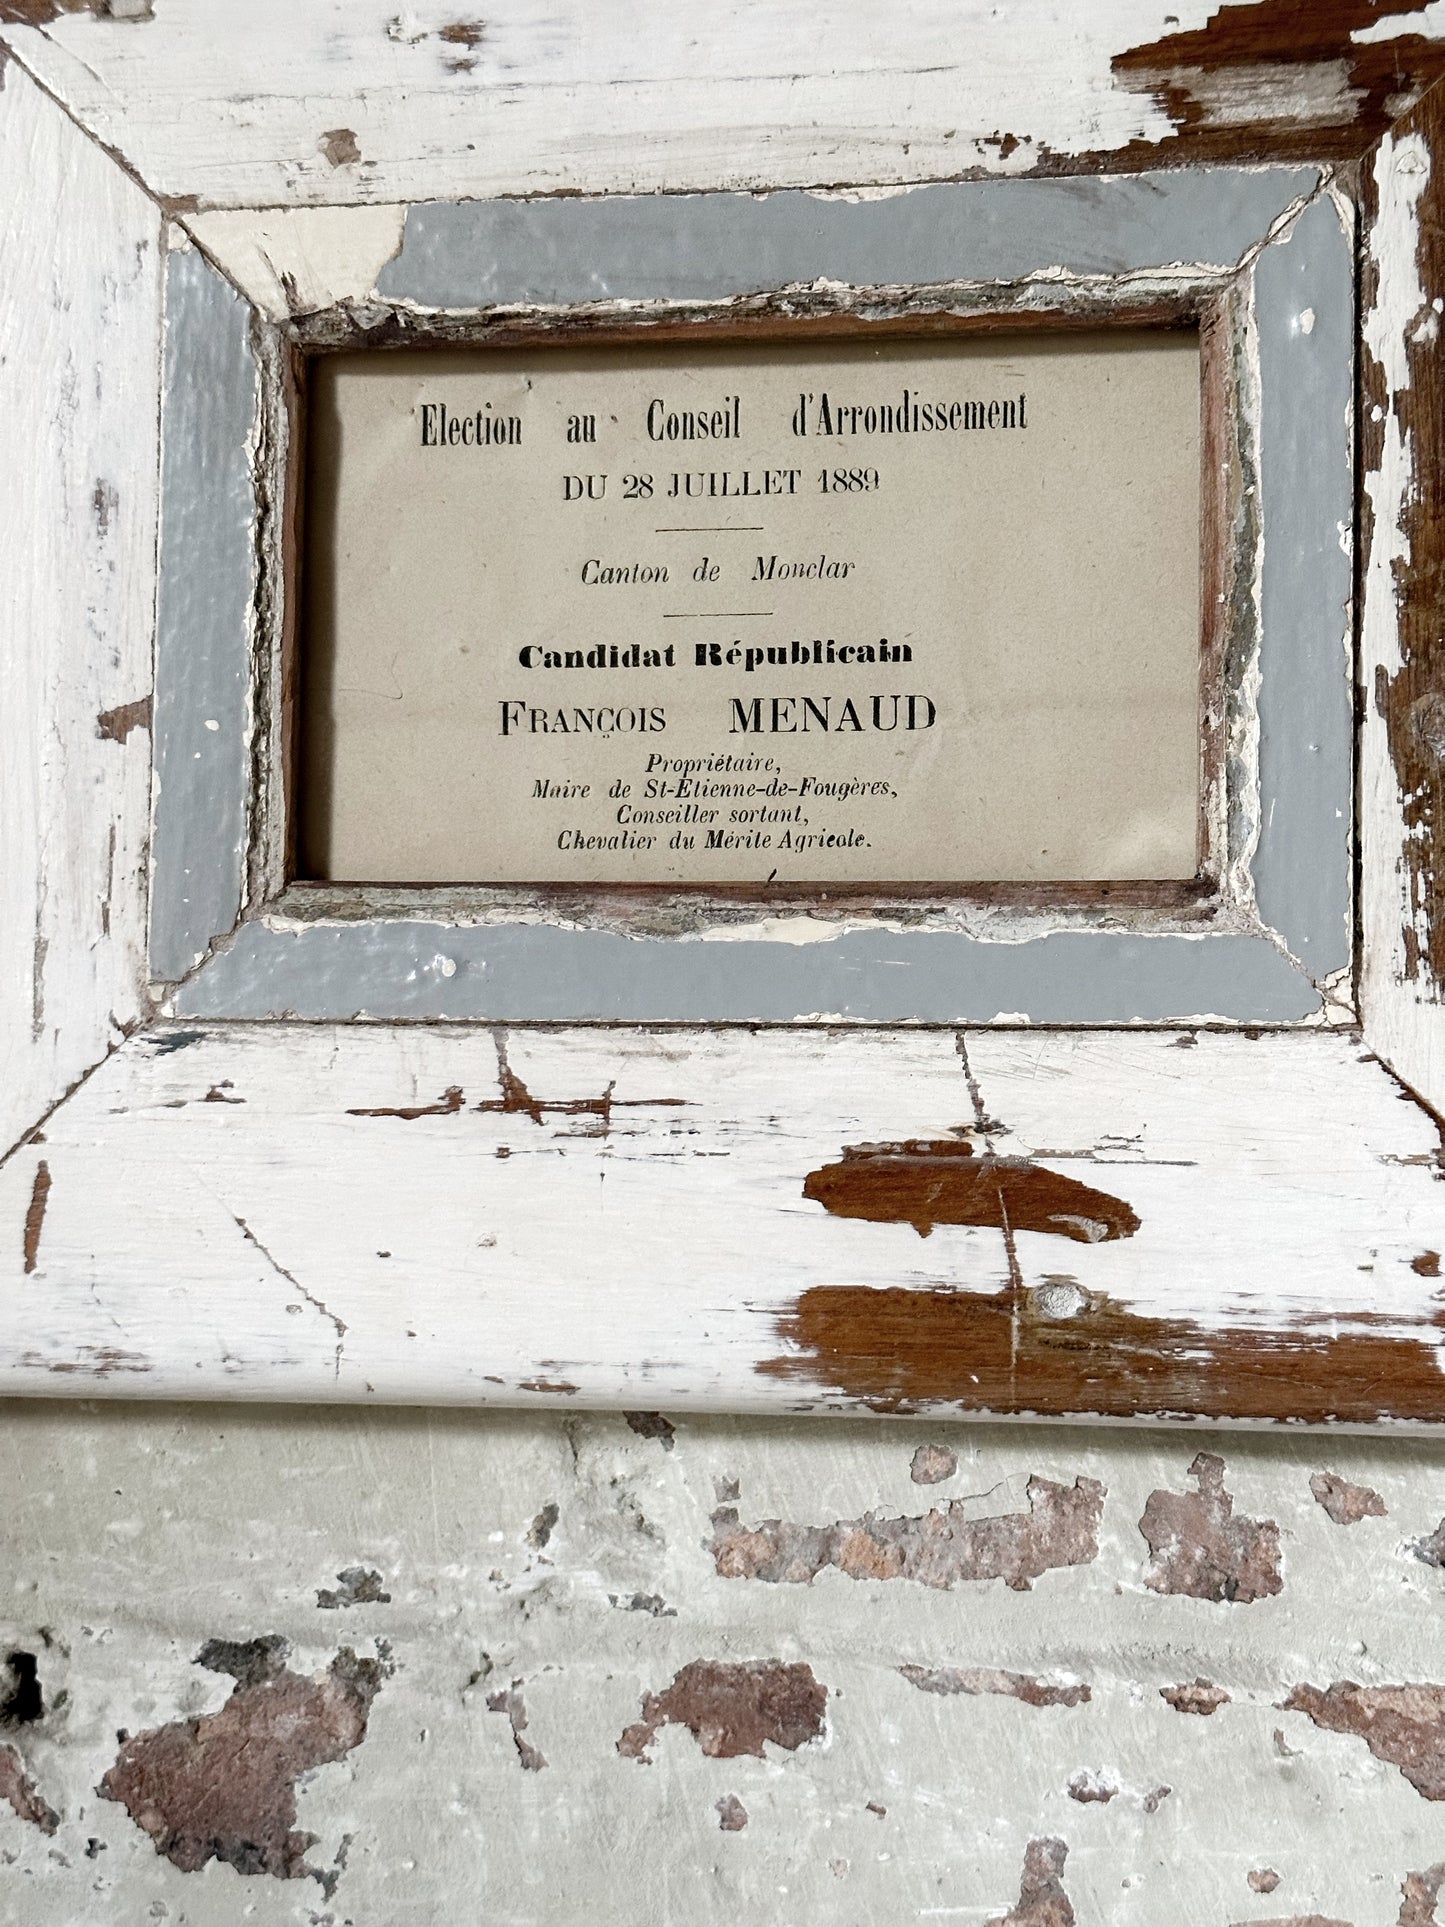 Election au Conseil d'Arrondissement
DU 28 JUILLET 1889
Canton de Monclar
Candidat Républicain
FRANÇOIS MENAUD
Propriétaire,
Maire de St-Etienne-de-Fougères,
Conseiller sortant,
Chevalier du Mérite Agricole.